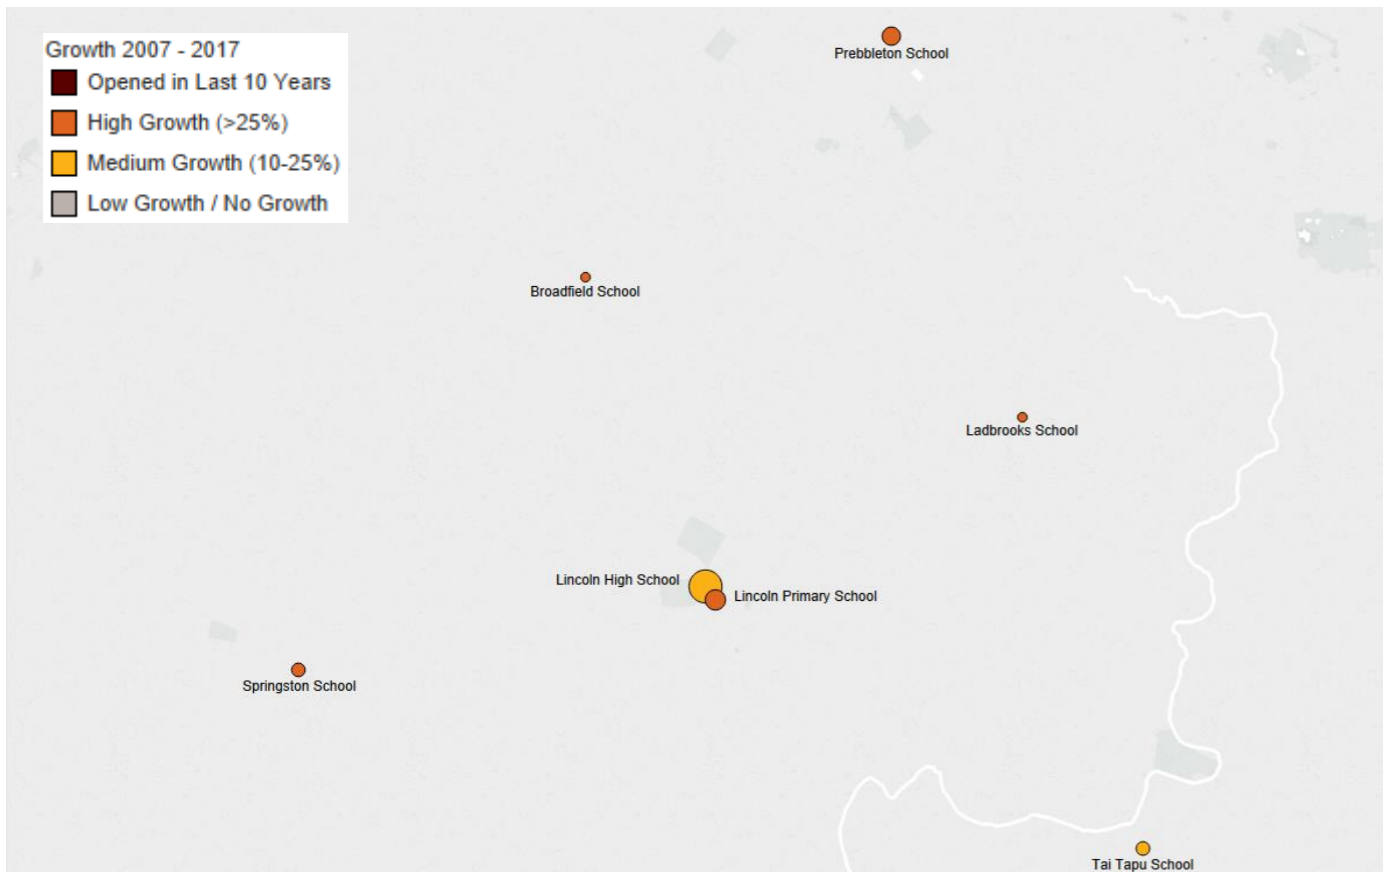 Growth 2007 - 2017
Opened in Last 10 Years
High Growth (>25%)
Medium Growth (10-25%)
Low Growth / No Growth
Prebbleton School
Broadfield School
Ladbrooks School
Lincoln High School
Lincoln Primary School
Springston School
Tai Tapu School